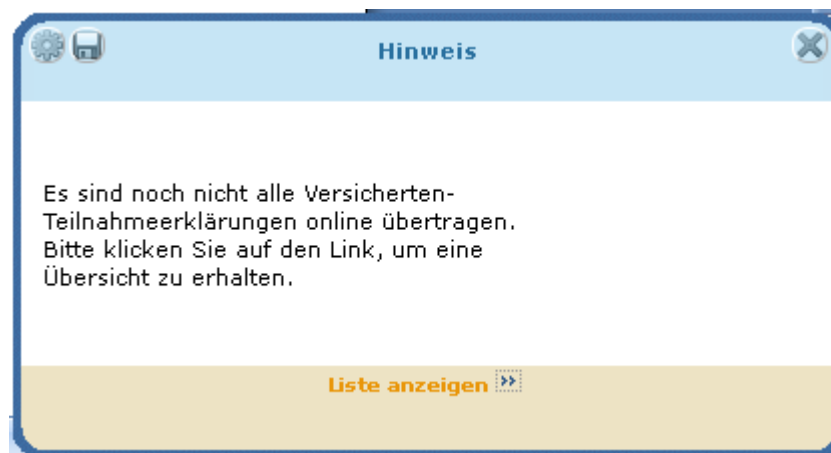 Hinweis
Es sind noch nicht alle Versicherten-
Teilnahmeerklärungen online übertragen.
Bitte klicken Sie auf den Link, um eine
Übersicht zu erhalten.
Liste anzeigen